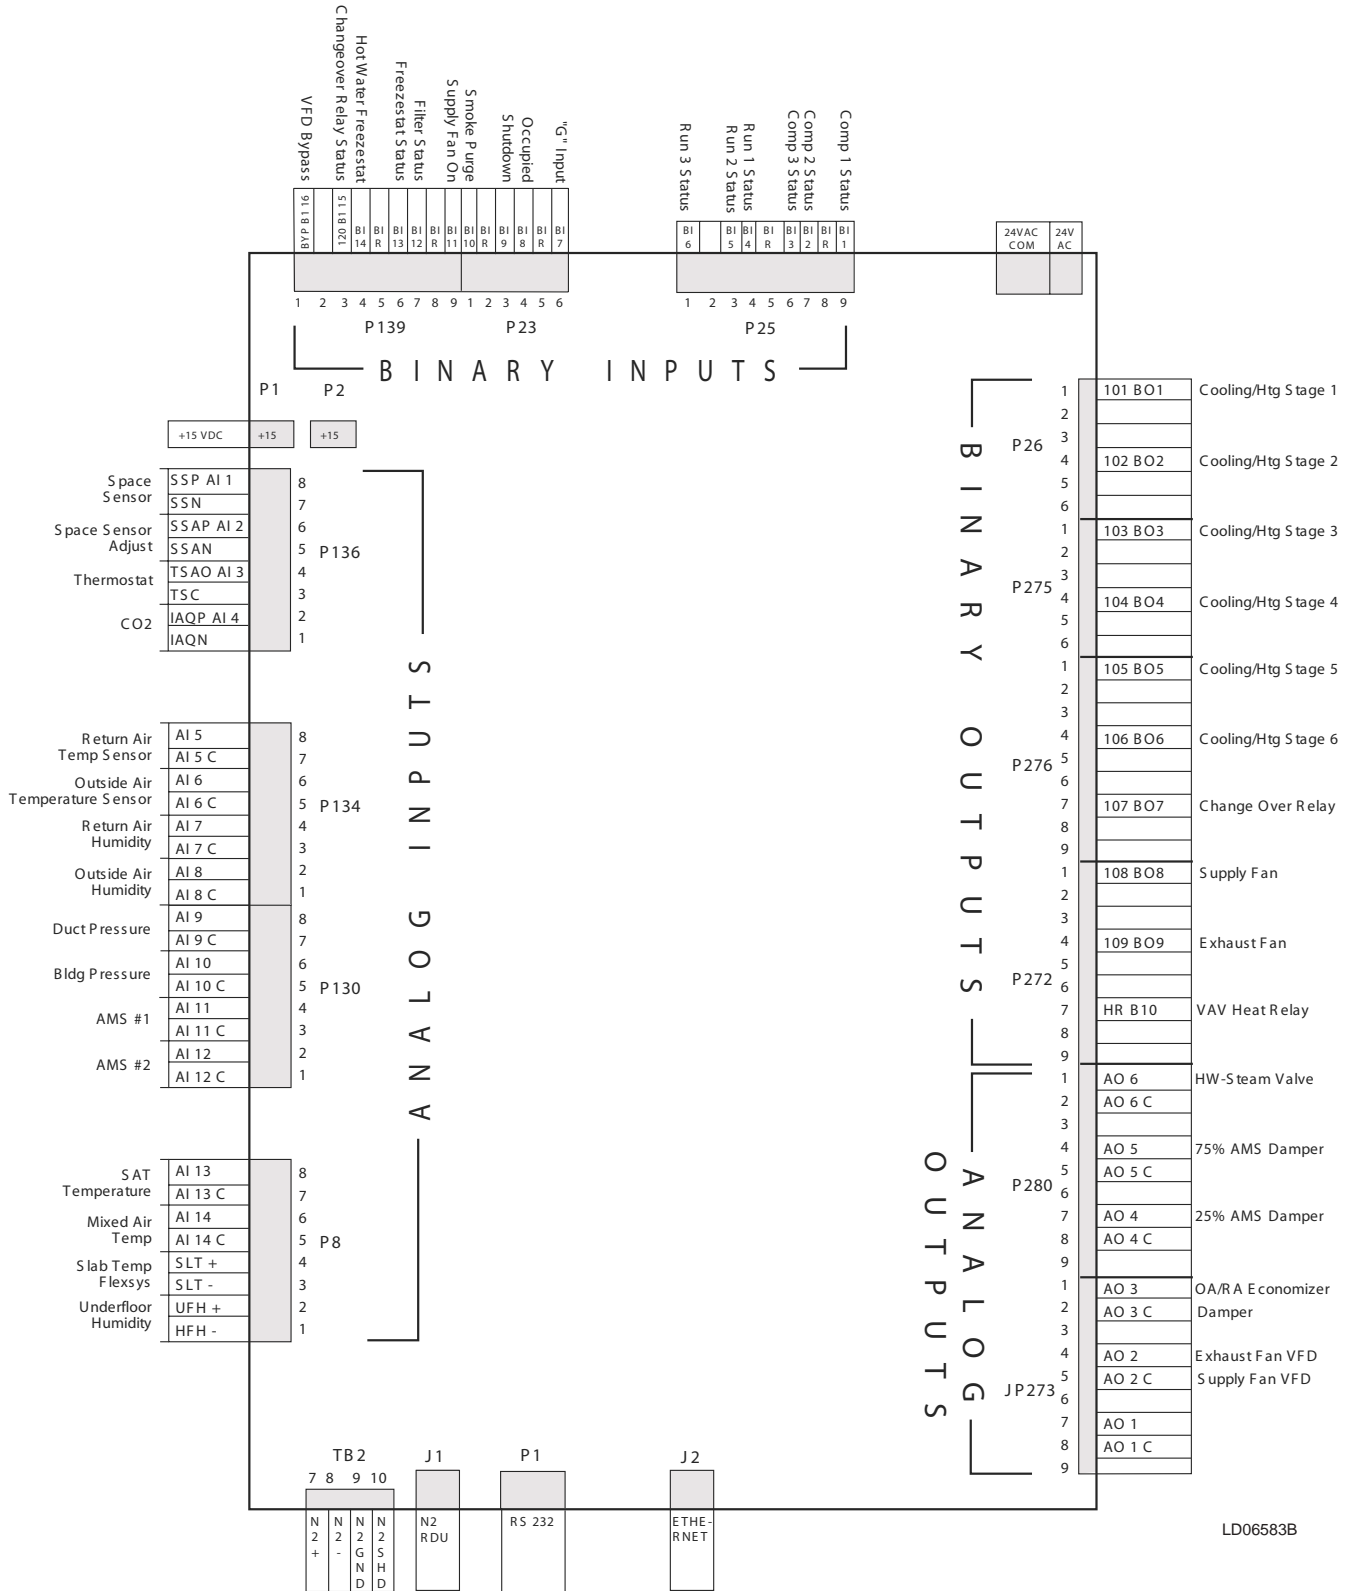 VFD Bypass
Changeover Relay Status
Hot Water Freezestat
Freezestat Status
Filter Status
Supply Fan On
Smoke Purge
Shutdown
Occupied
"G" Input
Run 3 Status
Run 2 Status
Run 1 Status
Comp 3 Status
Comp 2 Status
Comp 1 Status
BYP B1 16
120 B1 15
BI 14
BI R
BI 13
BI 12
BI R
BI 11
BI 10
BI R
BI 9
BI 8
BI R
BI 7
BI 6
BI 5
BI 4
BI R
BI 3
BI 2
BI R
BI 1
24VAC COM
24V AC
1 2 3 4 5 6 7 8 9 1 2 3 4 5 6
1 2 3 4 5 6 7 8 9
P139
P23
P25
BINARY INPUTS
P1
P2
+15 VDC
+15
+15
Space Sensor
SSP AI 1
8
SSN
7
Space Sensor Adjust
SSAP AI 2
6
SSAN
5
P136
Thermostat
TSAO AI 3
4
TSC
3
CO2
IAQP AI 4
2
IAQN
1
Return Air Temp Sensor
AI 5
8
AI 5 C
7
Outside Air Temperature Sensor
AI 6
6
AI 6 C
5
P134
Return Air Humidity
AI 7
4
AI 7 C
3
Outside Air Humidity
AI 8
2
AI 8 C
1
Duct Pressure
AI 9
8
AI 9 C
7
Bldg Pressure
AI 10
6
AI 10 C
5
P130
AMS #1
AI 11
4
AI 11 C
3
AMS #2
AI 12
2
AI 12 C
1
SAT Temperature
AI 13
8
AI 13 C
7
Mixed Air Temp
AI 14
6
AI 14 C
5
P8
Slab Temp Flexsys
SLT +
4
SLT -
3
Underfloor Humidity
UFH +
2
HFH -
1
ANALOG INPUTS
BINARY OUTPUTS
P26
1
101 BO1
Cooling/Htg Stage 1
2
3
4
102 BO2
Cooling/Htg Stage 2
5
6
P275
1
103 BO3
Cooling/Htg Stage 3
2
3
4
104 BO4
Cooling/Htg Stage 4
5
6
P276
1
105 BO5
Cooling/Htg Stage 5
2
3
4
106 BO6
Cooling/Htg Stage 6
5
6
7
107 BO7
Change Over Relay
8
9
P272
1
108 BO8
Supply Fan
2
3
4
109 BO9
Exhaust Fan
5
6
7
HR B10
VAV Heat Relay
8
9
ANALOG OUTPUTS
P280
1
AO 6
HW-Steam Valve
2
AO 6 C
3
4
AO 5
75% AMS Damper
5
AO 5 C
6
7
AO 4
25% AMS Damper
8
AO 4 C
9
JP273
1
AO 3
OA/RA Economizer
2
AO 3 C
Damper
3
4
AO 2
Exhaust Fan VFD
5
AO 2 C
Supply Fan VFD
6
7
AO 1
8
AO 1 C
9
TB2
7 8 9 10
N2+
N2-
N2GND
N2SHD
J1
N2 RDU
P1
RS 232
J2
ETHE-
RNET
LD06583B